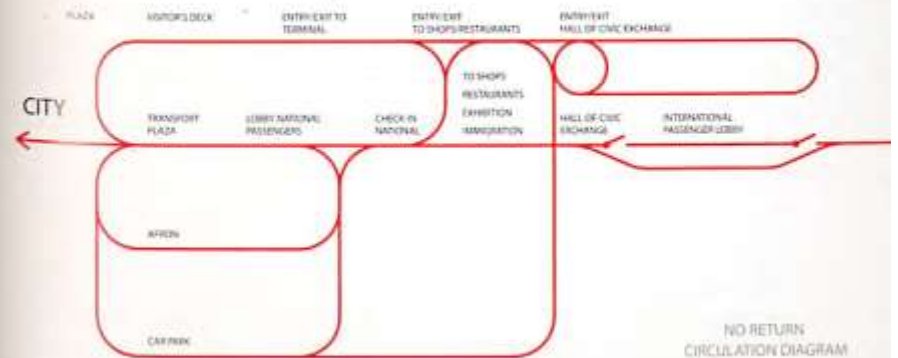 PLAZA
VISITOR'S DECK
ENTRY/EXIT TO
TERMINAL
ENTRY/EXIT
TO SHOPS/RESTAURANTS
ENTRY/EXIT
HALL OF CIVIC EXCHANGE
CITY
TRANSPORT
PLAZA
LOBBY NATIONAL
PASSENGERS
CHECK-IN
NATIONAL
TO SHOPS
RESTAURANTS
EXHIBITION
IMMIGRATION
HALL OF CIVIC
EXCHANGE
INTERNATIONAL
PASSENGER LOBBY
APRON
CAR PARK
NO RETURN
CIRCULATION DIAGRAM